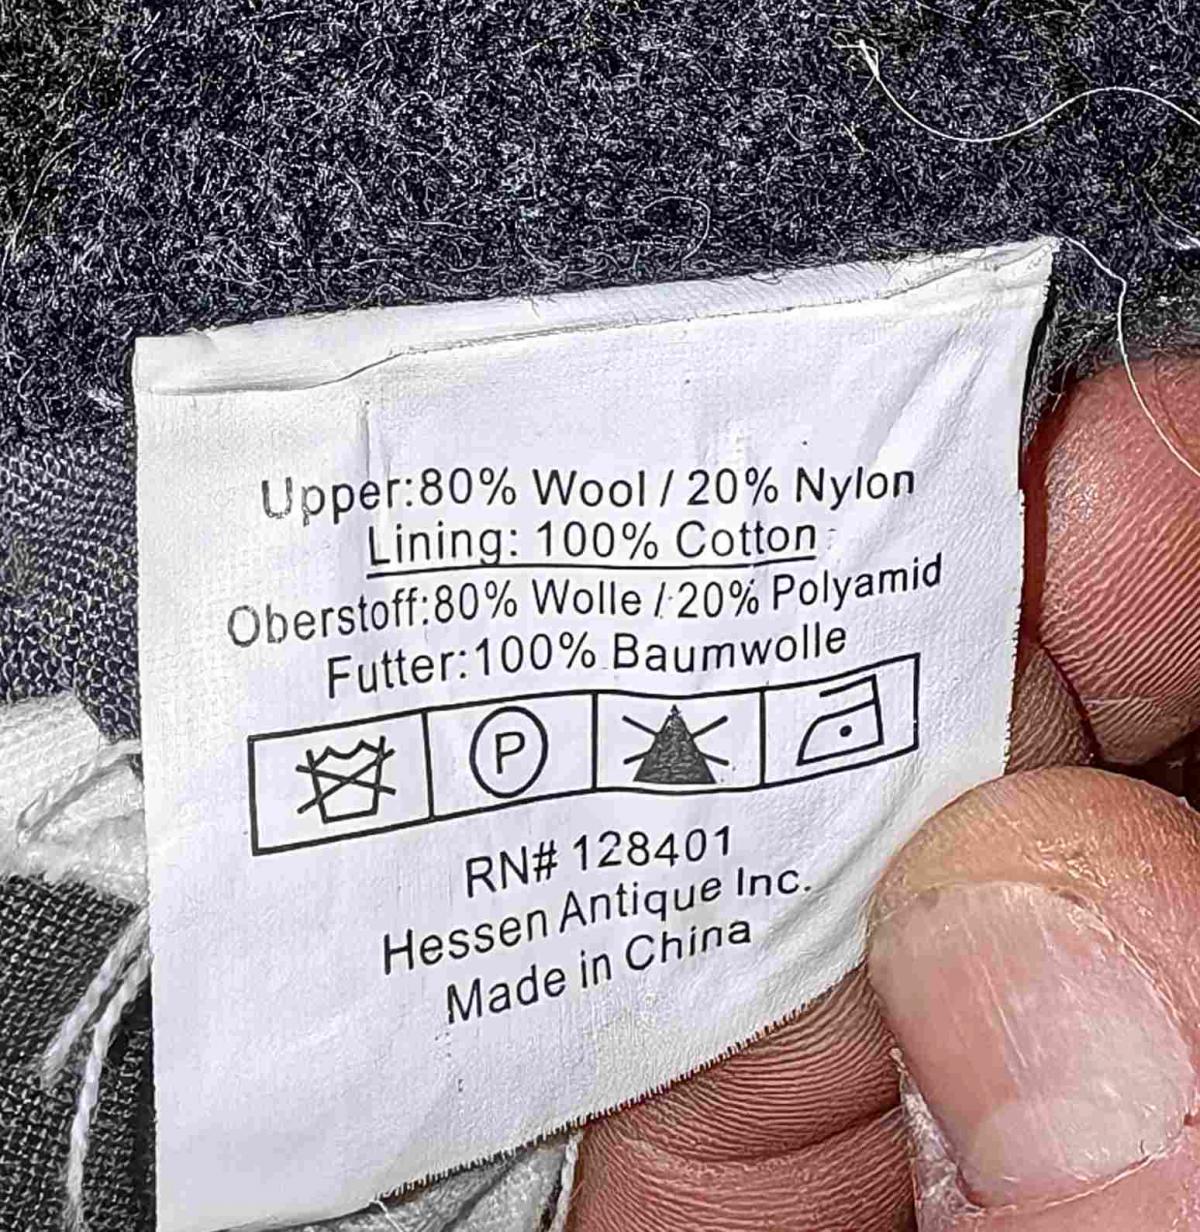 Upper:80% Wool / 20% Nylon
Lining: 100% Cotton
Oberstoff:80% Wolle / 20% Polyamid
Futter:100% Baumwolle
P
RN# 128401
Hessen Antique Inc.
Made in China